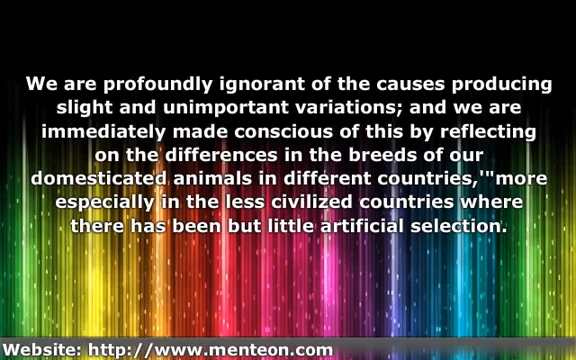 We are profoundly ignorant of the causes producing
slight and unimportant variations; and we are
immediately made conscious of this by reflecting
on the differences in the breeds of our
domesticated animals in different countries,'"more
especially in the less civilized countries where
there has been but little artificial selection.
Website: http://www.menteon.com